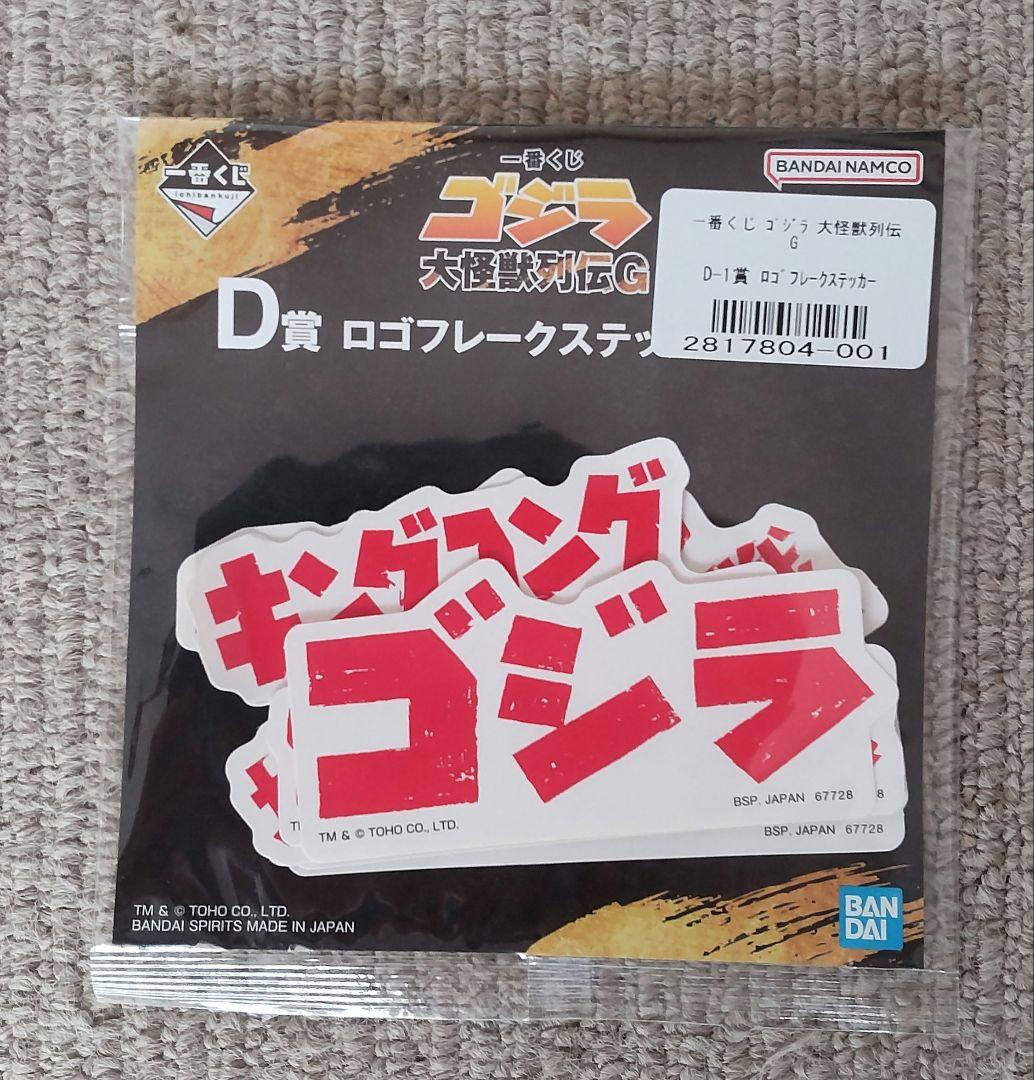 一番くじ
ichibankuji
一番くじ
ゴジラ
大怪獣列伝G
BANDAI NAMCO
D賞 ロゴフレークステッ
一番くじ ゴジラ 大怪獣列伝
G
D-1賞 ロゴフレークステッカー
2817804-001
キングコング
ゴジラ
TM & © TOHO CO., LTD.
BSP. JAPAN 67728
BSP. JAPAN 67728
TM & © TOHO CO., LTD.
BANDAI SPIRITS MADE IN JAPAN
BAN
DAI